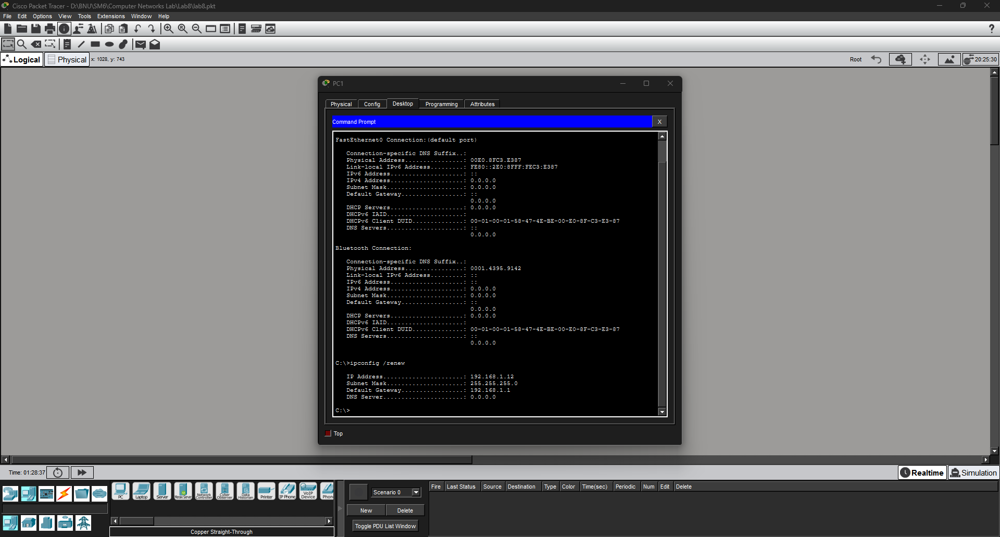 Cisco Packet Tracer - D:\BNU\SM6\Computer Networks Lab\Lab8\lab8.pkt
File Edit Options View Tools Extensions Window Help
?
Logical Physical x: 1028, y: 743 Root 20:25:30
PC1
Physical Config Desktop Programming Attributes
Command Prompt X
FastEthernet0 Connection:(default port)
Connection-specific DNS Suffix..:
Physical Address................: 00E0.8FC3.E387
Link-local IPv6 Address.........: FE80::2E0:8FFF:FEC3:E387
IPv6 Address....................: ::
IPv4 Address....................: 0.0.0.0
Subnet Mask.....................: 0.0.0.0
Default Gateway.................: ::
0.0.0.0
DHCP Servers....................: 0.0.0.0
DHCPv6 IAID.....................:
DHCPv6 Client DUID..............: 00-01-00-01-58-47-4E-BE-00-E0-8F-C3-E3-87
DNS Servers.....................: ::
0.0.0.0
Bluetooth Connection:
Connection-specific DNS Suffix..:
Physical Address................: 0001.4395.9142
Link-local IPv6 Address.........: ::
IPv6 Address....................: ::
IPv4 Address....................: 0.0.0.0
Subnet Mask.....................: 0.0.0.0
Default Gateway.................: ::
0.0.0.0
DHCP Servers....................: 0.0.0.0
DHCPv6 IAID.....................:
DHCPv6 Client DUID..............: 00-01-00-01-58-47-4E-BE-00-E0-8F-C3-E3-87
DNS Servers.....................: ::
0.0.0.0
C:\>ipconfig /renew
IP Address......................: 192.168.1.12
Subnet Mask.....................: 255.255.255.0
Default Gateway.................: 192.168.1.1
DNS Server......................: 0.0.0.0
C:\>
Top
Time: 01:28:37 Realtime Simulation
PC Laptop Server Meraki Server Network Controller Cyber Observer Data Historian Printer IP Phone VoIP Device Phon
Scenario 0
New Delete
Toggle PDU List Window
Fire Last Status Source Destination Type Color Time(sec) Periodic Num Edit Delete
Copper Straight-Through